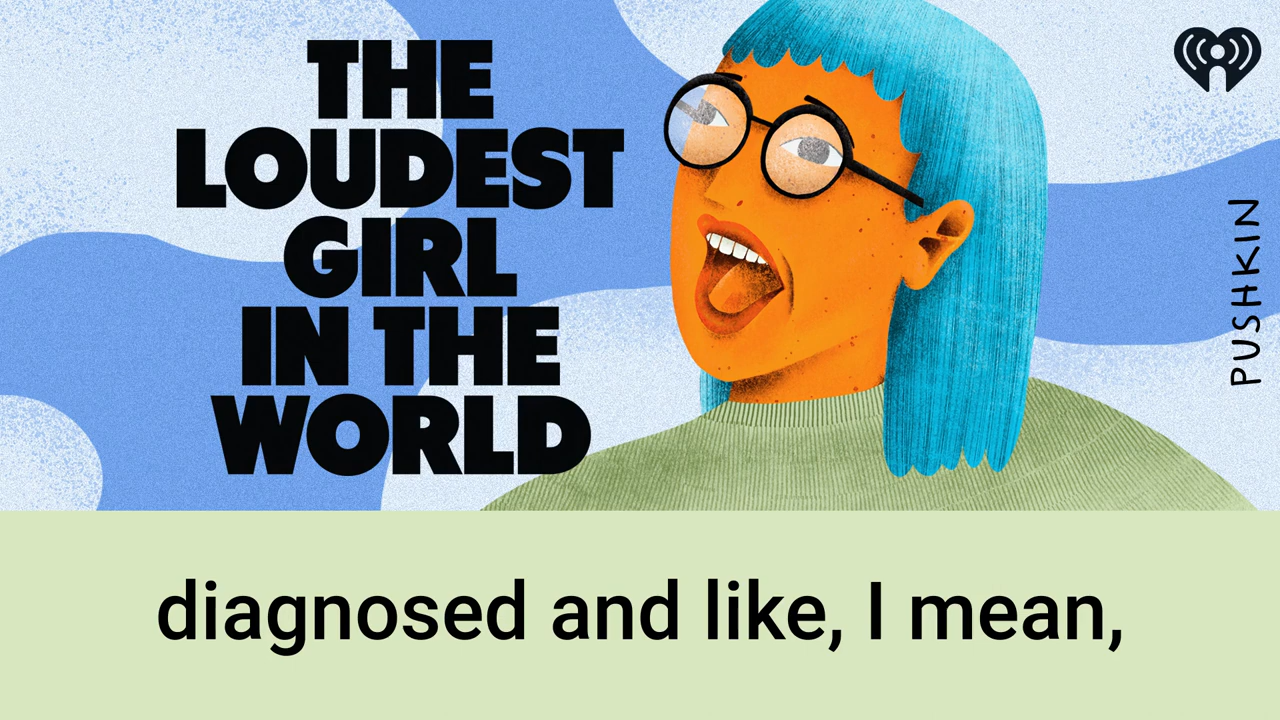 THE
LOUDEST
GIRL
IN THE
WORLD
PUSHKIN
diagnosed and like, I mean,